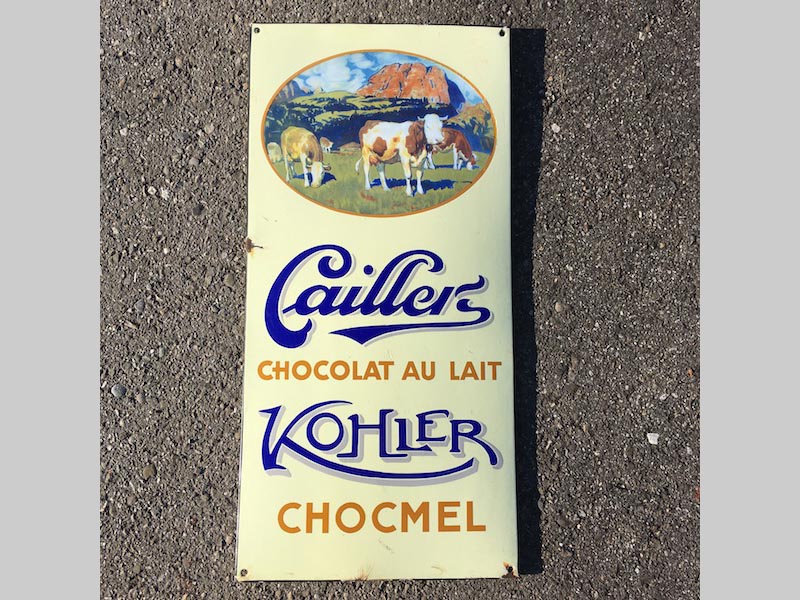 Cailler's
CHOCOLAT AU LAIT
KOHLER
CHOCMEL